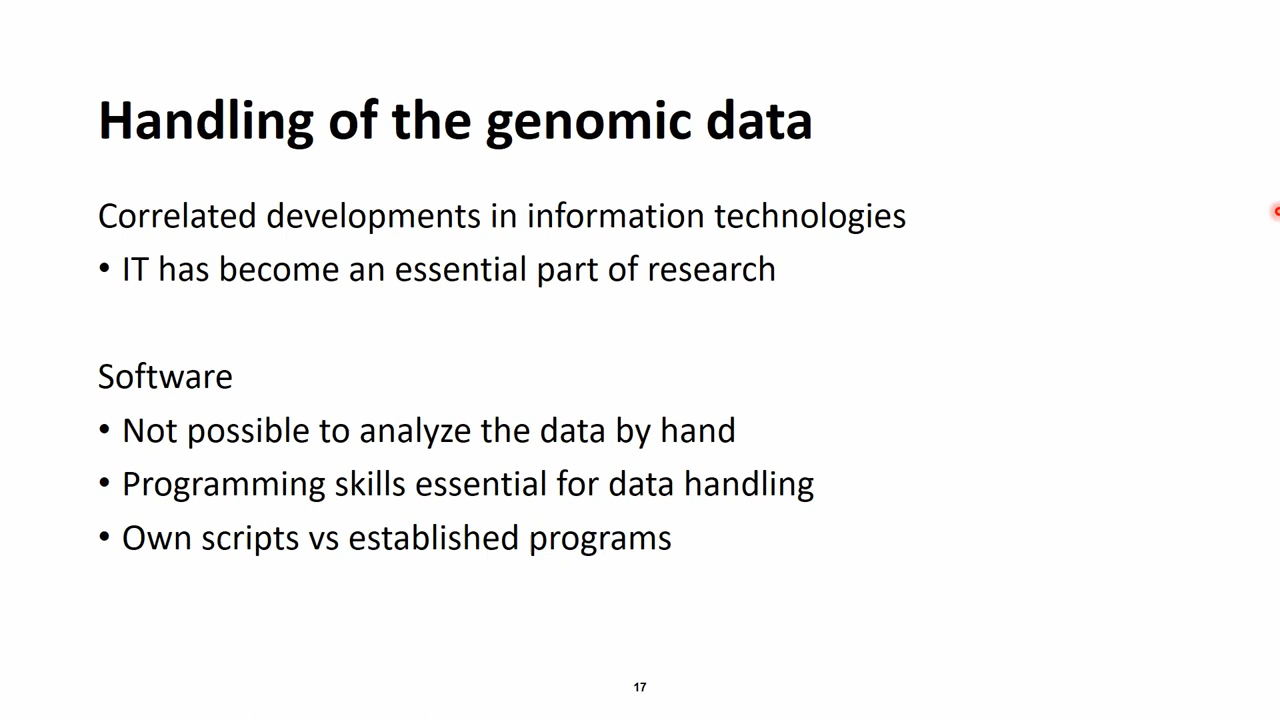 Handling of the genomic data
Correlated developments in information technologies
• IT has become an essential part of research
Software
• Not possible to analyze the data by hand
• Programming skills essential for data handling
• Own scripts vs established programs
17